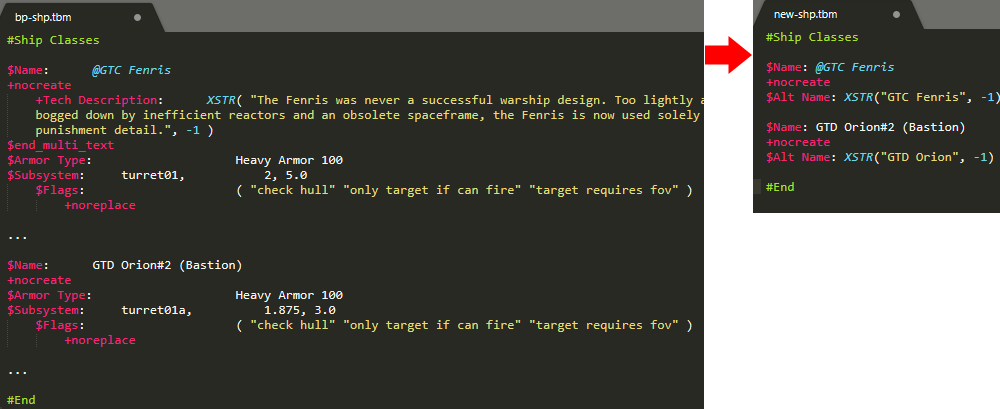 bp-shp.tbm
#Ship Classes
$Name: @GTC Fenris
+nocreate
+Tech Description: XSTR( "The Fenris was never a successful warship design. Too lightly a
bogged down by inefficient reactors and an obsolete spaceframe, the Fenris is now used solely
punishment detail.", -1 )
$end_multi_text
$Armor Type: Heavy Armor 100
$Subsystem: turret01, 2, 5.0
$Flags: ( "check hull" "only target if can fire" "target requires fov" )
+noreplace
...
$Name: GTD Orion#2 (Bastion)
+nocreate
$Armor Type: Heavy Armor 100
$Subsystem: turret01a, 1.875, 3.0
$Flags: ( "check hull" "only target if can fire" "target requires fov" )
+noreplace
...
#End
new-shp.tbm
#Ship Classes
$Name: @GTC Fenris
+nocreate
$Alt Name: XSTR("GTC Fenris", -1)
$Name: GTD Orion#2 (Bastion)
+nocreate
$Alt Name: XSTR("GTD Orion", -1)
#End